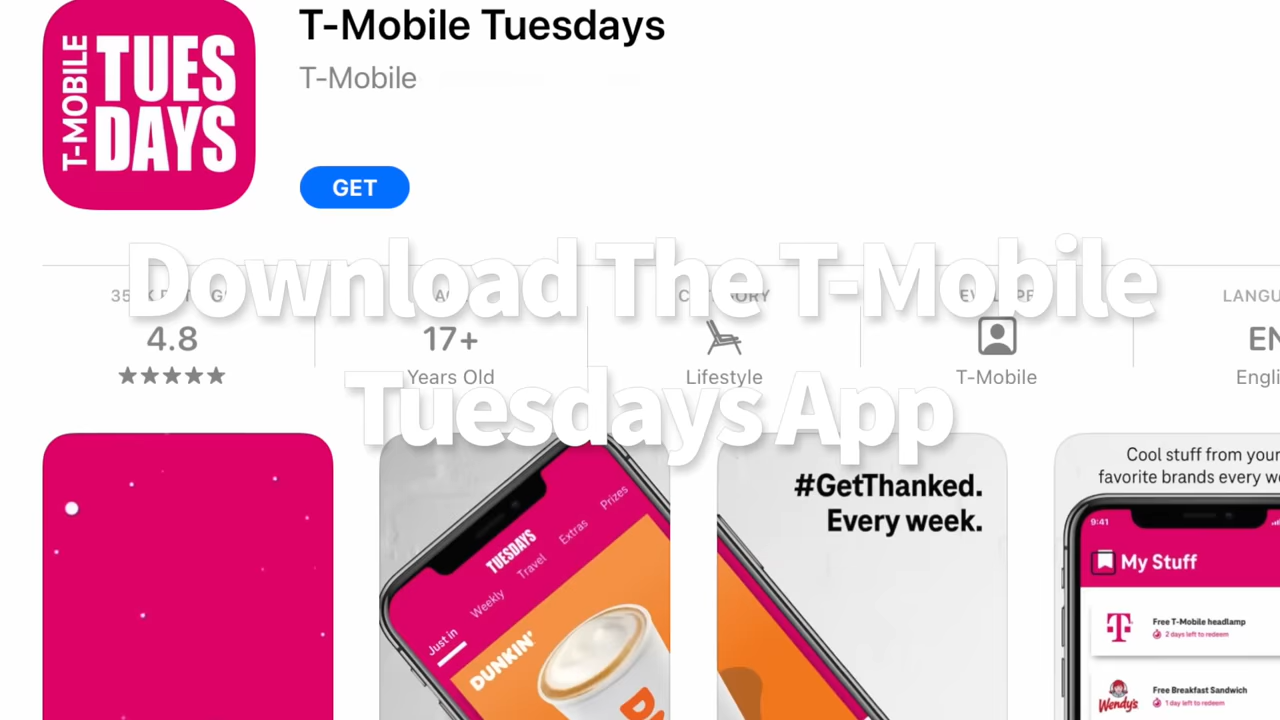 T-Mobile Tuesdays
T-Mobile
T-MOBILE
TUES
DAYS
GET
Download The T-Mobile
Tuesdays App
4.8
17+
Years Old
Lifestyle
T-Mobile
#GetThanked.
Every week.
TUESDAYS
Just in
Weekly
Travel
Extras
Prizes
DUNKIN'
Cool stuff from your
favorite brands every
9:41
My Stuff
Free T-Mobile headlamp
2 days left to redeem
Wendy's
Free Breakfast Sandwich
1 day left to redeem